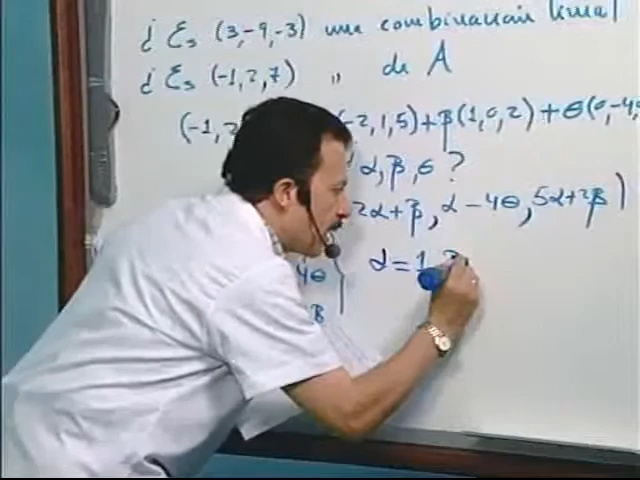 ¿ Es (3,-9,-3) una combinación lineal
¿ Es (-1,2,7) " de A
(-1,2 -2,1,5)+β(1,0,2)+θ(0,-4,
α,β,θ ?
2α+β, α-4θ, 5α+2β)
4θ α=1
β